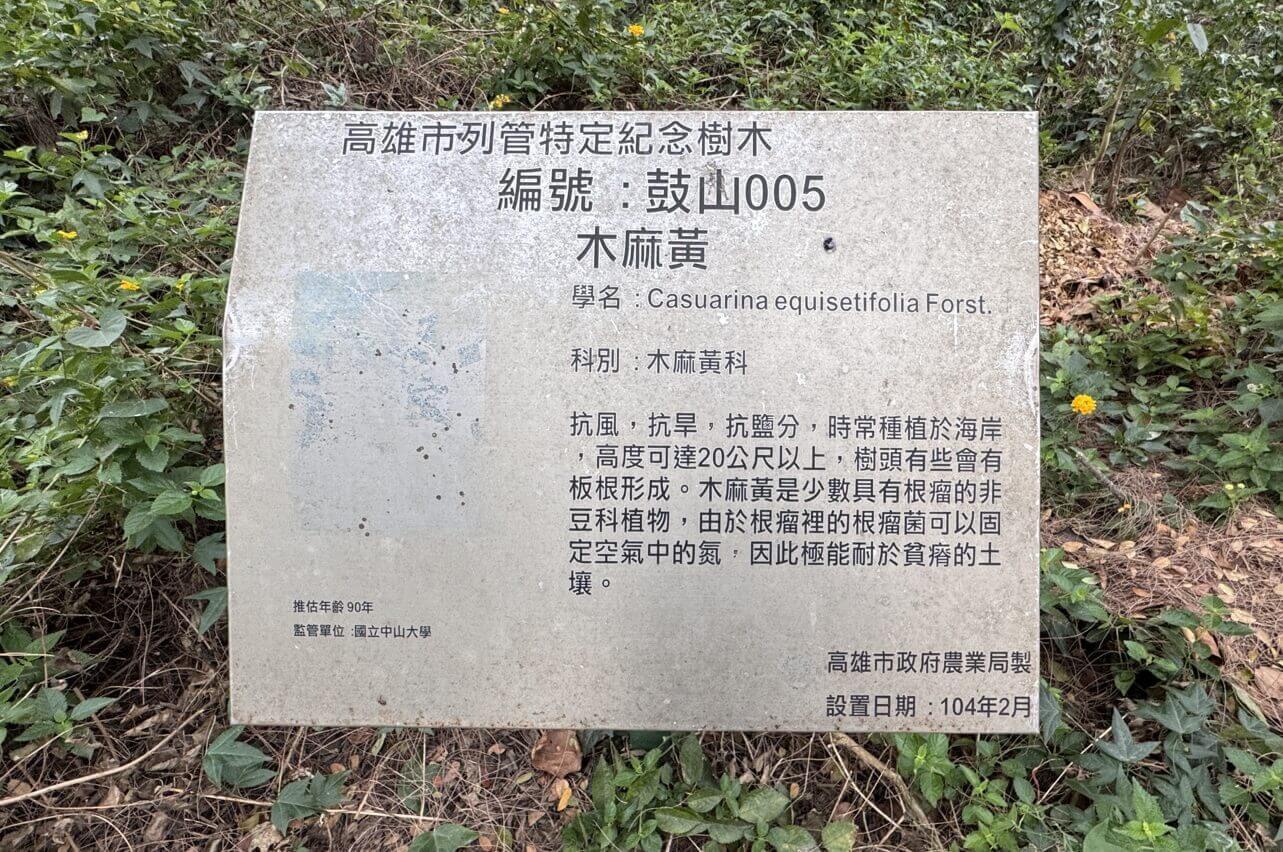 高雄市列管特定紀念樹木
編號：鼓山005
木麻黃
學名：Casuarina equisetifolia Forst.
科別：木麻黃科
抗風，抗旱，抗鹽分，時常種植於海岸
，高度可達20公尺以上，樹頭有些會有
板根形成。木麻黃是少數具有根瘤的非
豆科植物，由於根瘤裡的根瘤菌可以固
定空氣中的氮，因此極能耐於貧瘠的土
壤。
推估年齡 90年
監管單位：國立中山大學
高雄市政府農業局製
設置日期：104年2月